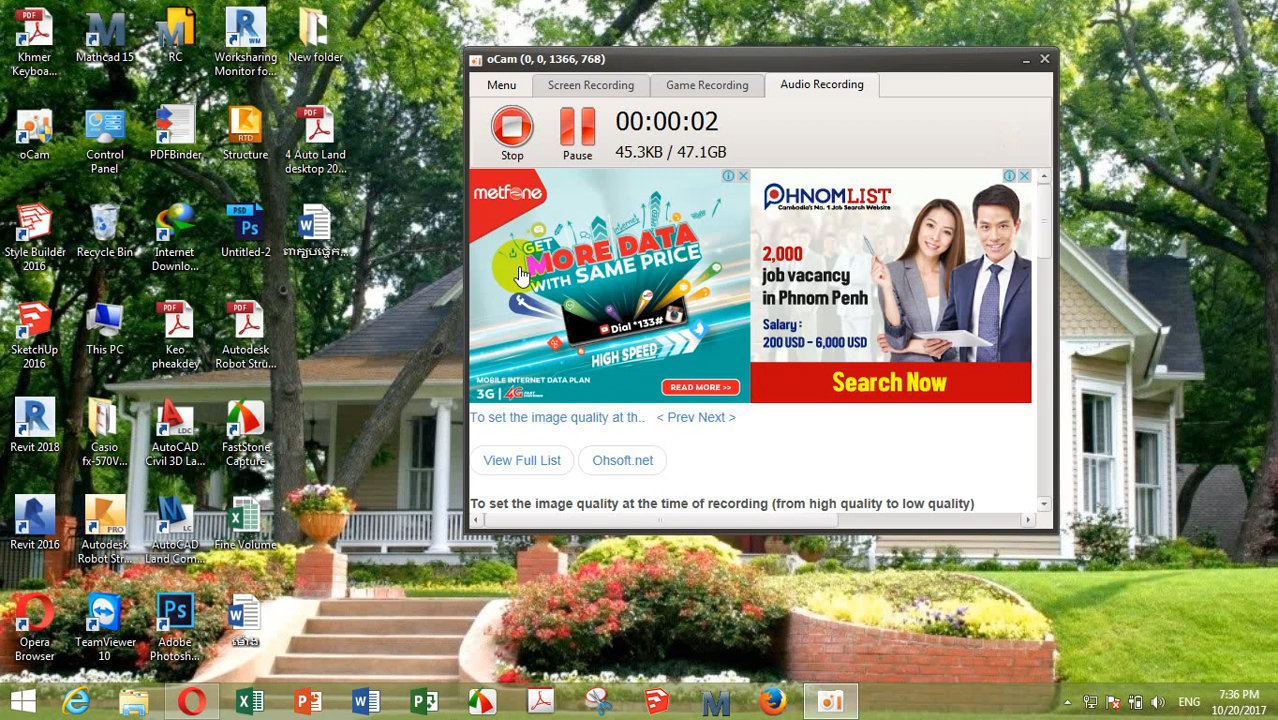 Khmer
Keyboa...
Mathcad 15
RC
Worksharing
Monitor fo...
New folder
oCam
Control
Panel
PDFBinder
Structure
4 Auto Land
desktop 20...
Style Builder
2016
Recycle Bin
Internet
Downlo...
Untitled-2
SketchUp
2016
This PC
Keo
pheakdey
Autodesk
Robot Stru...
Revit 2018
Casio
fx-570V...
AutoCAD
Civil 3D La...
FastStone
Capture
Revit 2016
Autodesk
Robot Str...
AutoCAD
Land Com...
Fine Volume
Opera
Browser
TeamViewer
10
Adobe
Photosh...
oCam (0, 0, 1366, 768)
Menu
Screen Recording
Game Recording
Audio Recording
Stop
Pause
00:00:02
45.3KB / 47.1GB
metfone
GET
MORE DATA
WITH SAME PRICE
Dial *133#
HIGH SPEED
MOBILE INTERNET DATA PLAN
3G | 4G
READ MORE >>
PHNOMLIST
Cambodia's No. 1 Job Search Website
2,000
job vacancy
in Phnom Penh
Salary :
200 USD - 6,000 USD
Search Now
To set the image quality at th.. < Prev Next >
View Full List
Ohsoft.net
To set the image quality at the time of recording (from high quality to low quality)
ENG
7:36 PM
10/20/2017